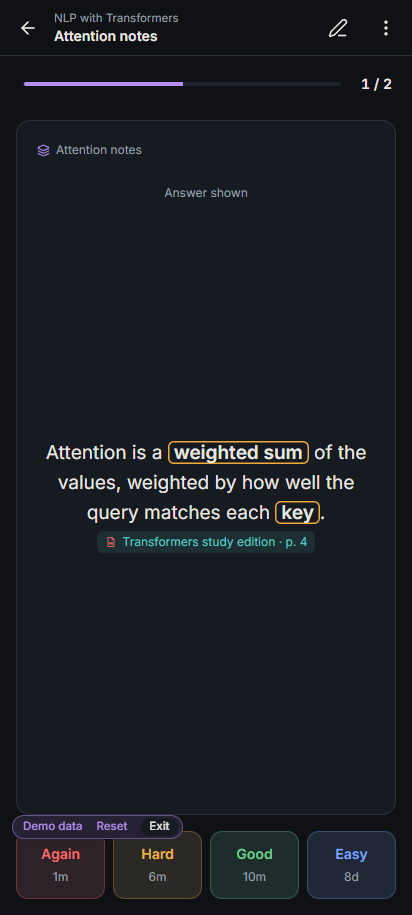 NLP with Transformers
Attention notes
1 / 2
Attention notes
Answer shown
Attention is a weighted sum of the
values, weighted by how well the
query matches each key.
Transformers study edition · p. 4
Demo data Reset Exit
Again Hard Good Easy
1m 6m 10m 8d